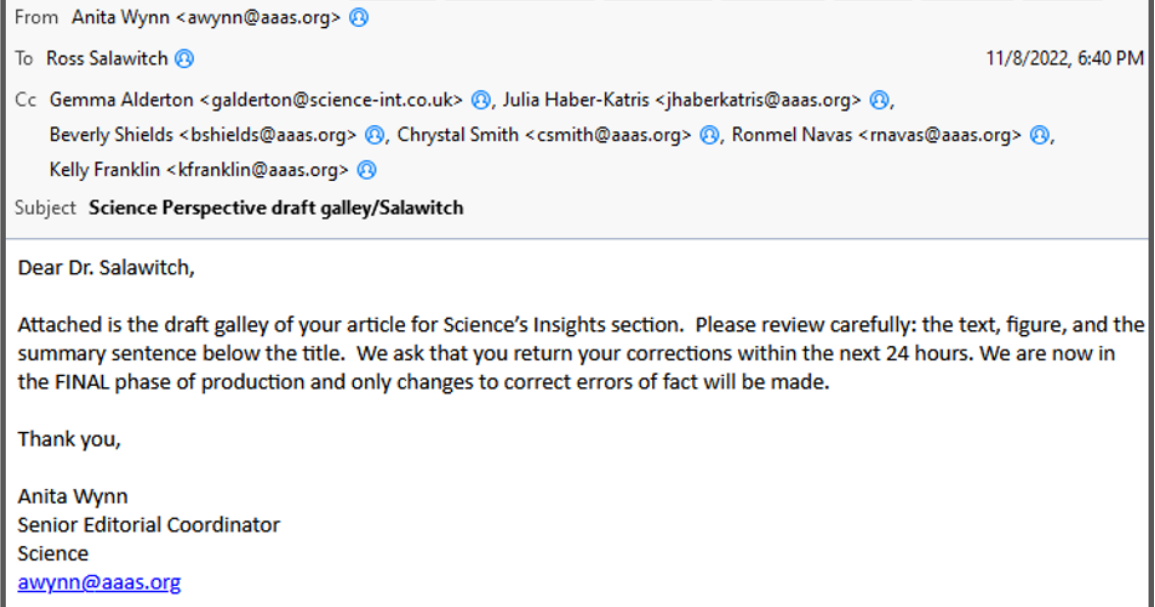 From Anita Wynn <awynn@aaas.org>
To Ross Salawitch 11/8/2022, 6:40 PM
Cc Gemma Alderton <galderton@science-int.co.uk>, Julia Haber-Katris <jhaberkatris@aaas.org>,
Beverly Shields <bshields@aaas.org>, Chrystal Smith <csmith@aaas.org>, Ronmel Navas <rnavas@aaas.org>,
Kelly Franklin <kfranklin@aaas.org>
Subject Science Perspective draft galley/Salawitch
Dear Dr. Salawitch,
Attached is the draft galley of your article for Science's Insights section. Please review carefully: the text, figure, and the
summary sentence below the title. We ask that you return your corrections within the next 24 hours. We are now in
the FINAL phase of production and only changes to correct errors of fact will be made.
Thank you,
Anita Wynn
Senior Editorial Coordinator
Science
awynn@aaas.org